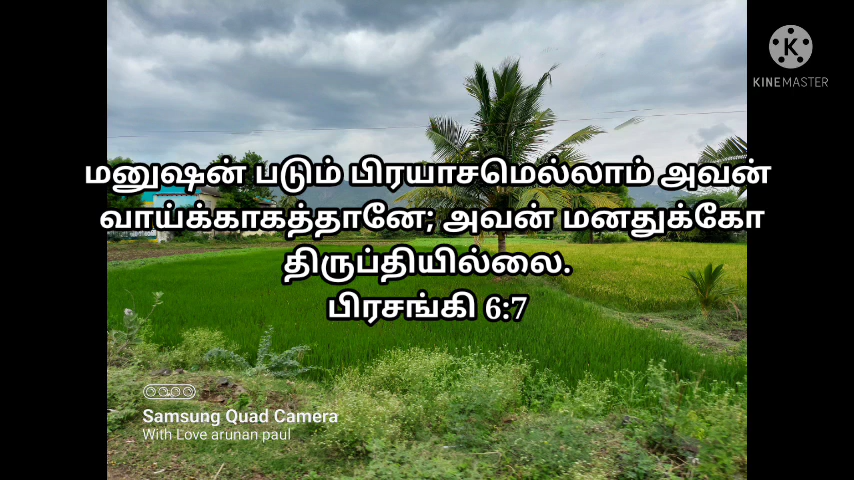 KINEMASTER
மனுஷன் படும் பிரயாசமெல்லாம் அவன்
வாய்க்காகத்தானே; அவன் மனதுக்கோ
திருப்தியில்லை.
பிரசங்கி 6:7
Samsung Quad Camera
With Love arunan paul